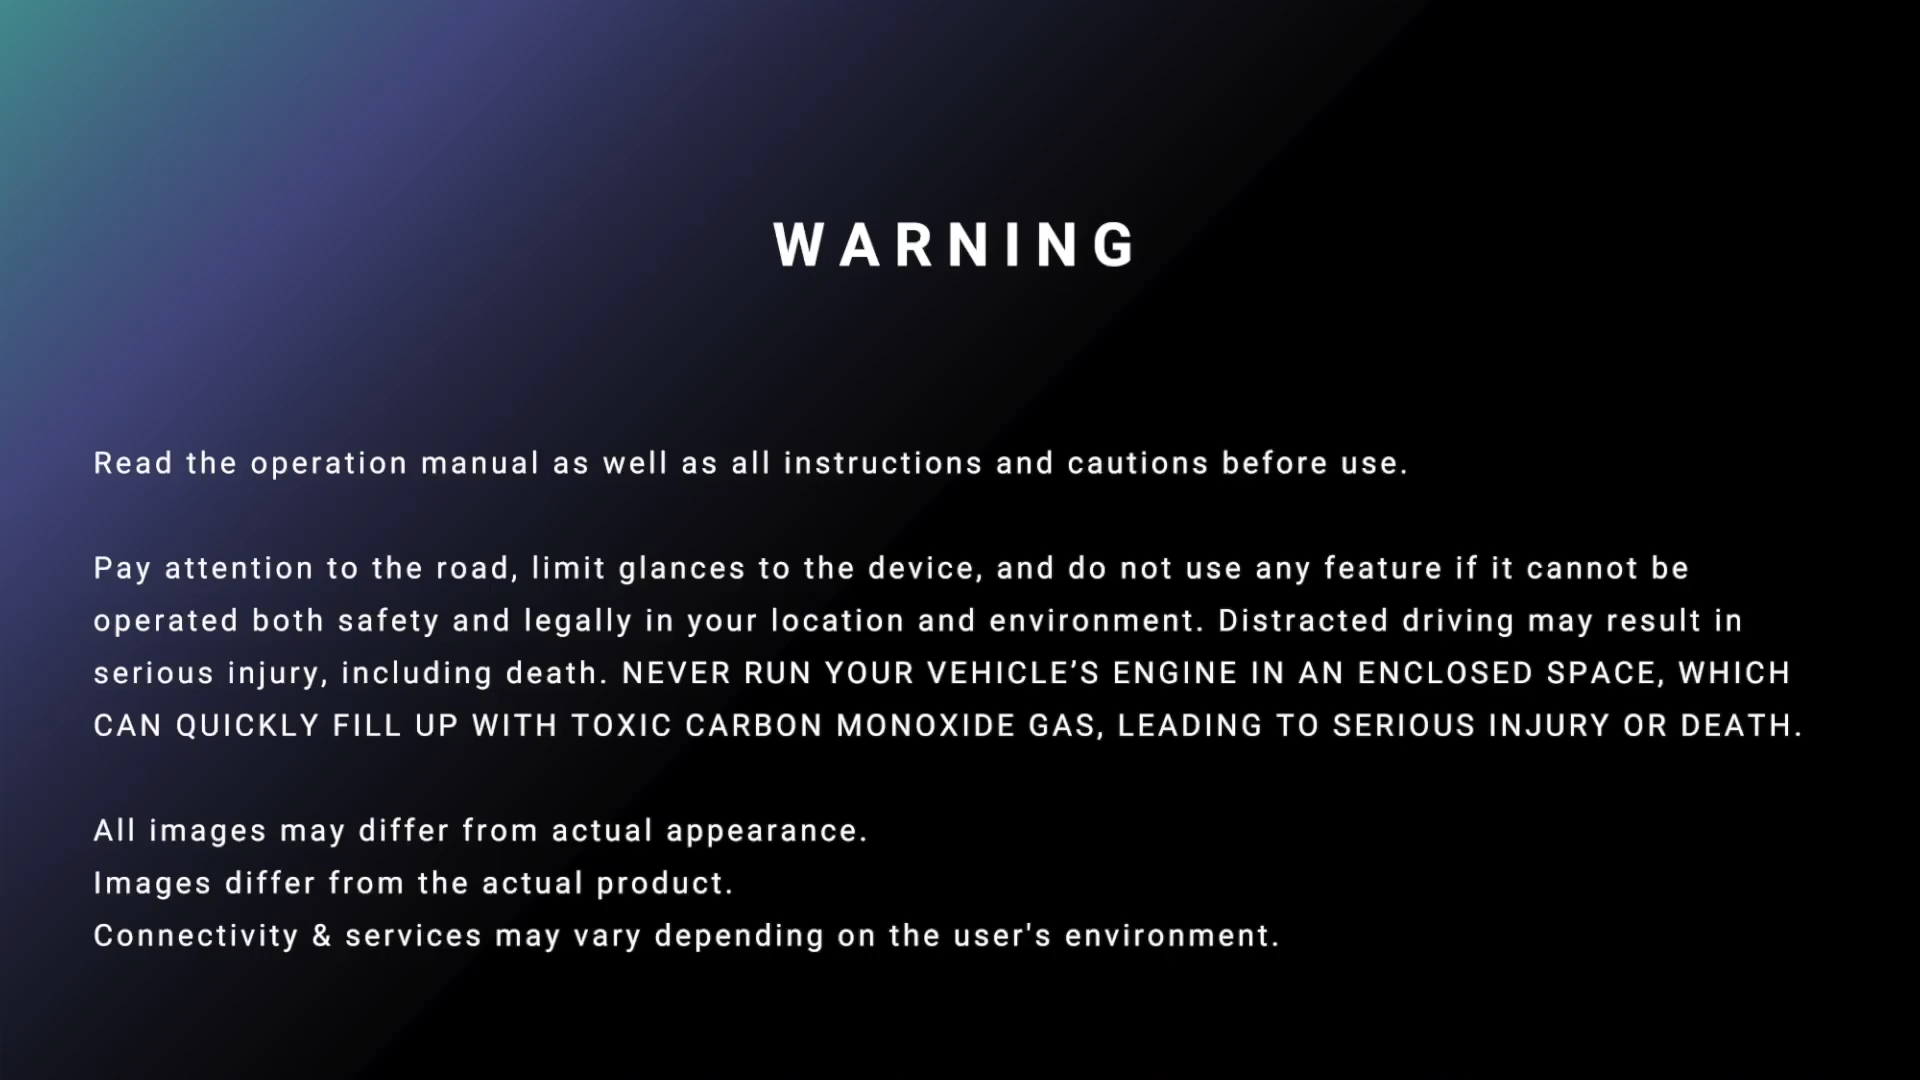 WARNING
Read the operation manual as well as all instructions and cautions before use.
Pay attention to the road, limit glances to the device, and do not use any feature if it cannot be
operated both safety and legally in your location and environment. Distracted driving may result in
serious injury, including death. NEVER RUN YOUR VEHICLE’S ENGINE IN AN ENCLOSED SPACE, WHICH
CAN QUICKLY FILL UP WITH TOXIC CARBON MONOXIDE GAS, LEADING TO SERIOUS INJURY OR DEATH.
All images may differ from actual appearance.
Images differ from the actual product.
Connectivity & services may vary depending on the user's environment.